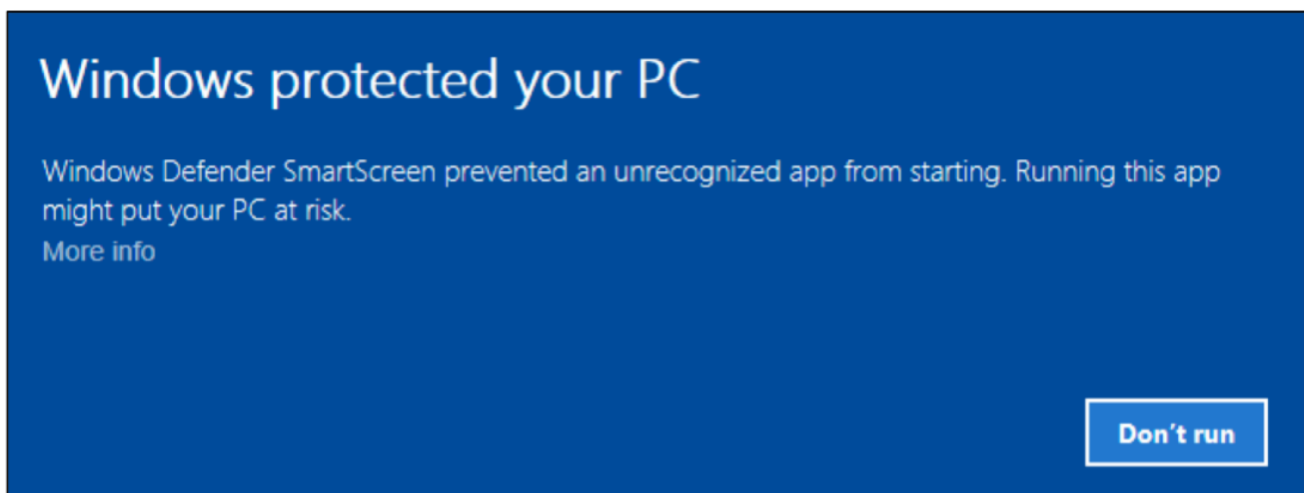 Windows protected your PC
Windows Defender SmartScreen prevented an unrecognized app from starting. Running this app
might put your PC at risk.
More info
Don't run